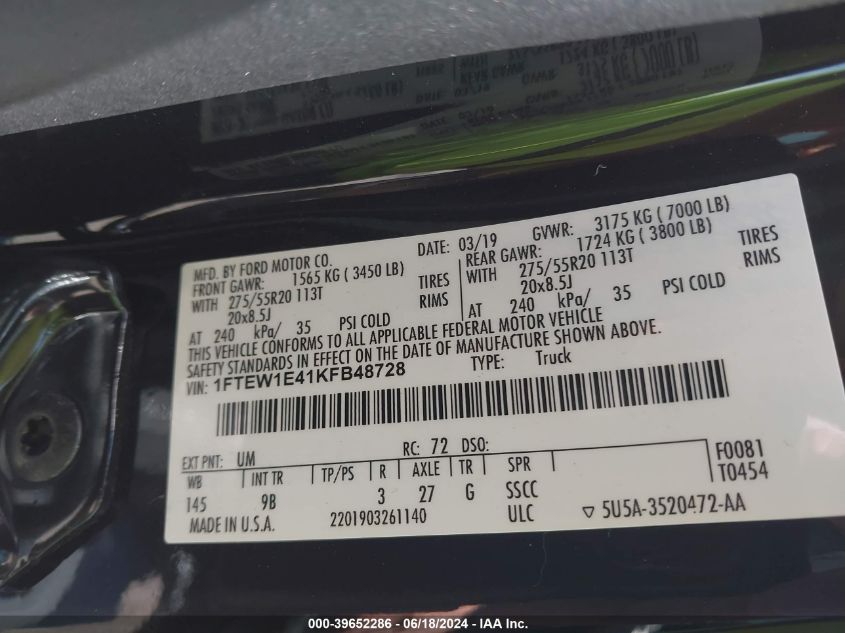 MFD. BY FORD MOTOR CO.
DATE: 03/19 GVWR: 3175 KG ( 7000 LB)
FRONT GAWR: 1565 KG ( 3450 LB)
REAR GAWR: 1724 KG ( 3800 LB)
WITH 275/55R20 113T TIRES
WITH 275/55R20 113T TIRES
20x8.5J RIMS
20x8.5J RIMS
AT 240 kPa/ 35 PSI COLD
AT 240 kPa/ 35 PSI COLD
THIS VEHICLE CONFORMS TO ALL APPLICABLE FEDERAL MOTOR VEHICLE
SAFETY STANDARDS IN EFFECT ON THE DATE OF MANUFACTURE SHOWN ABOVE.
VIN: 1FTEW1E41KFB48728 TYPE: Truck
EXT PNT: UM RC: 72 DSO:
WB INT TR TP/PS R AXLE TR SPR F0081
145 9B 3 27 G SSCC T0454
MADE IN U.S.A. 2201903261140 ULC ▽ 5U5A-3520472-AA
000-39652286 - 06/18/2024 - IAA Inc.